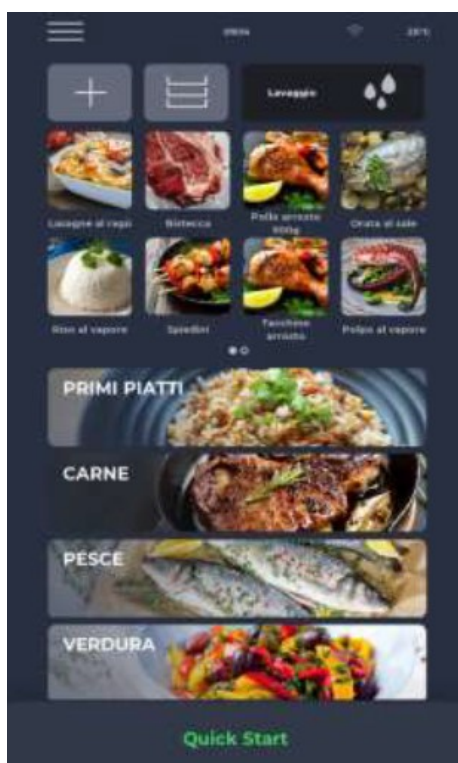 Lavaggio
Lasagne al ragù
Bistecca
Pollo arrosto
900g
Orata al sale
Riso al vapore
Spiedini
Tacchino
arrosto
Polpo al vapore
PRIMI PIATTI
CARNE
PESCE
VERDURA
Quick Start